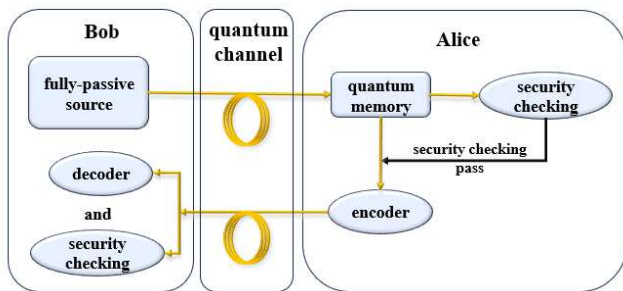 Bob
quantum
channel
Alice
fully-passive
source
quantum
memory
security
checking
security checking
pass
decoder
and
security
checking
encoder